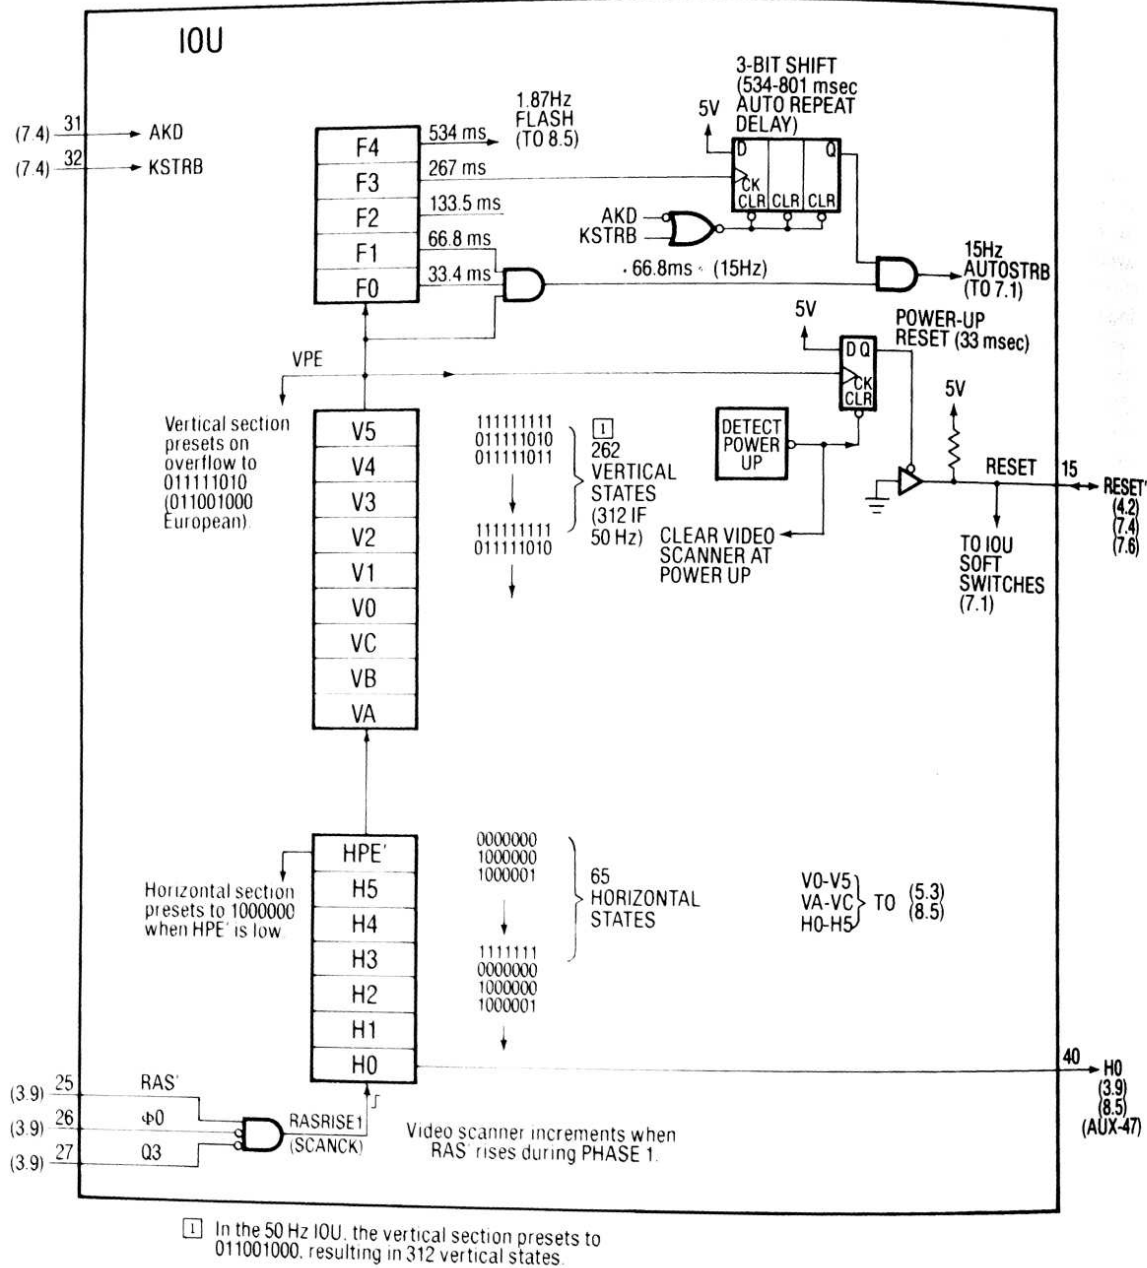 IOU
(7.4) 31 AKD
(7.4) 32 KSTRB
F4
F3
F2
F1
F0
534 ms
267 ms
133.5 ms
66.8 ms
33.4 ms
1.87Hz
FLASH
(TO 8.5)
3-BIT SHIFT
(534-801 msec
AUTO REPEAT
DELAY)
5V
D Q
CK
CLR CLR CLR
AKD
KSTRB
66.8ms (15Hz)
15Hz
AUTOSTRB
(TO 7.1)
VPE
Vertical section
presets on
overflow to
011111010
(011001000
European).
V5
V4
V3
V2
V1
V0
VC
VB
VA
111111111
011111010
011111011
111111111
011111010
1
262
VERTICAL
STATES
(312 IF
50 Hz)
5V
POWER-UP
RESET (33 msec)
D Q
CK
CLR
DETECT
POWER
UP
CLEAR VIDEO
SCANNER AT
POWER UP
5V
RESET
15
RESET'
(4.2)
(7.4)
(7.6)
TO IOU
SOFT
SWITCHES
(7.1)
HPE'
H5
H4
H3
H2
H1
H0
Horizontal section
presets to 1000000
when HPE' is low.
0000000
1000000
1000001
1111111
0000000
1000000
1000001
65
HORIZONTAL
STATES
V0-V5
VA-VC
H0-H5
TO
(5.3)
(8.5)
40
H0
(3.9)
(8.5)
(AUX-47)
(3.9) 25 RAS'
(3.9) 26 Φ0
(3.9) 27 Q3
RASRISE1
(SCANCK)
Video scanner increments when
RAS' rises during PHASE 1.
1 In the 50 Hz IOU, the vertical section presets to
011001000, resulting in 312 vertical states.